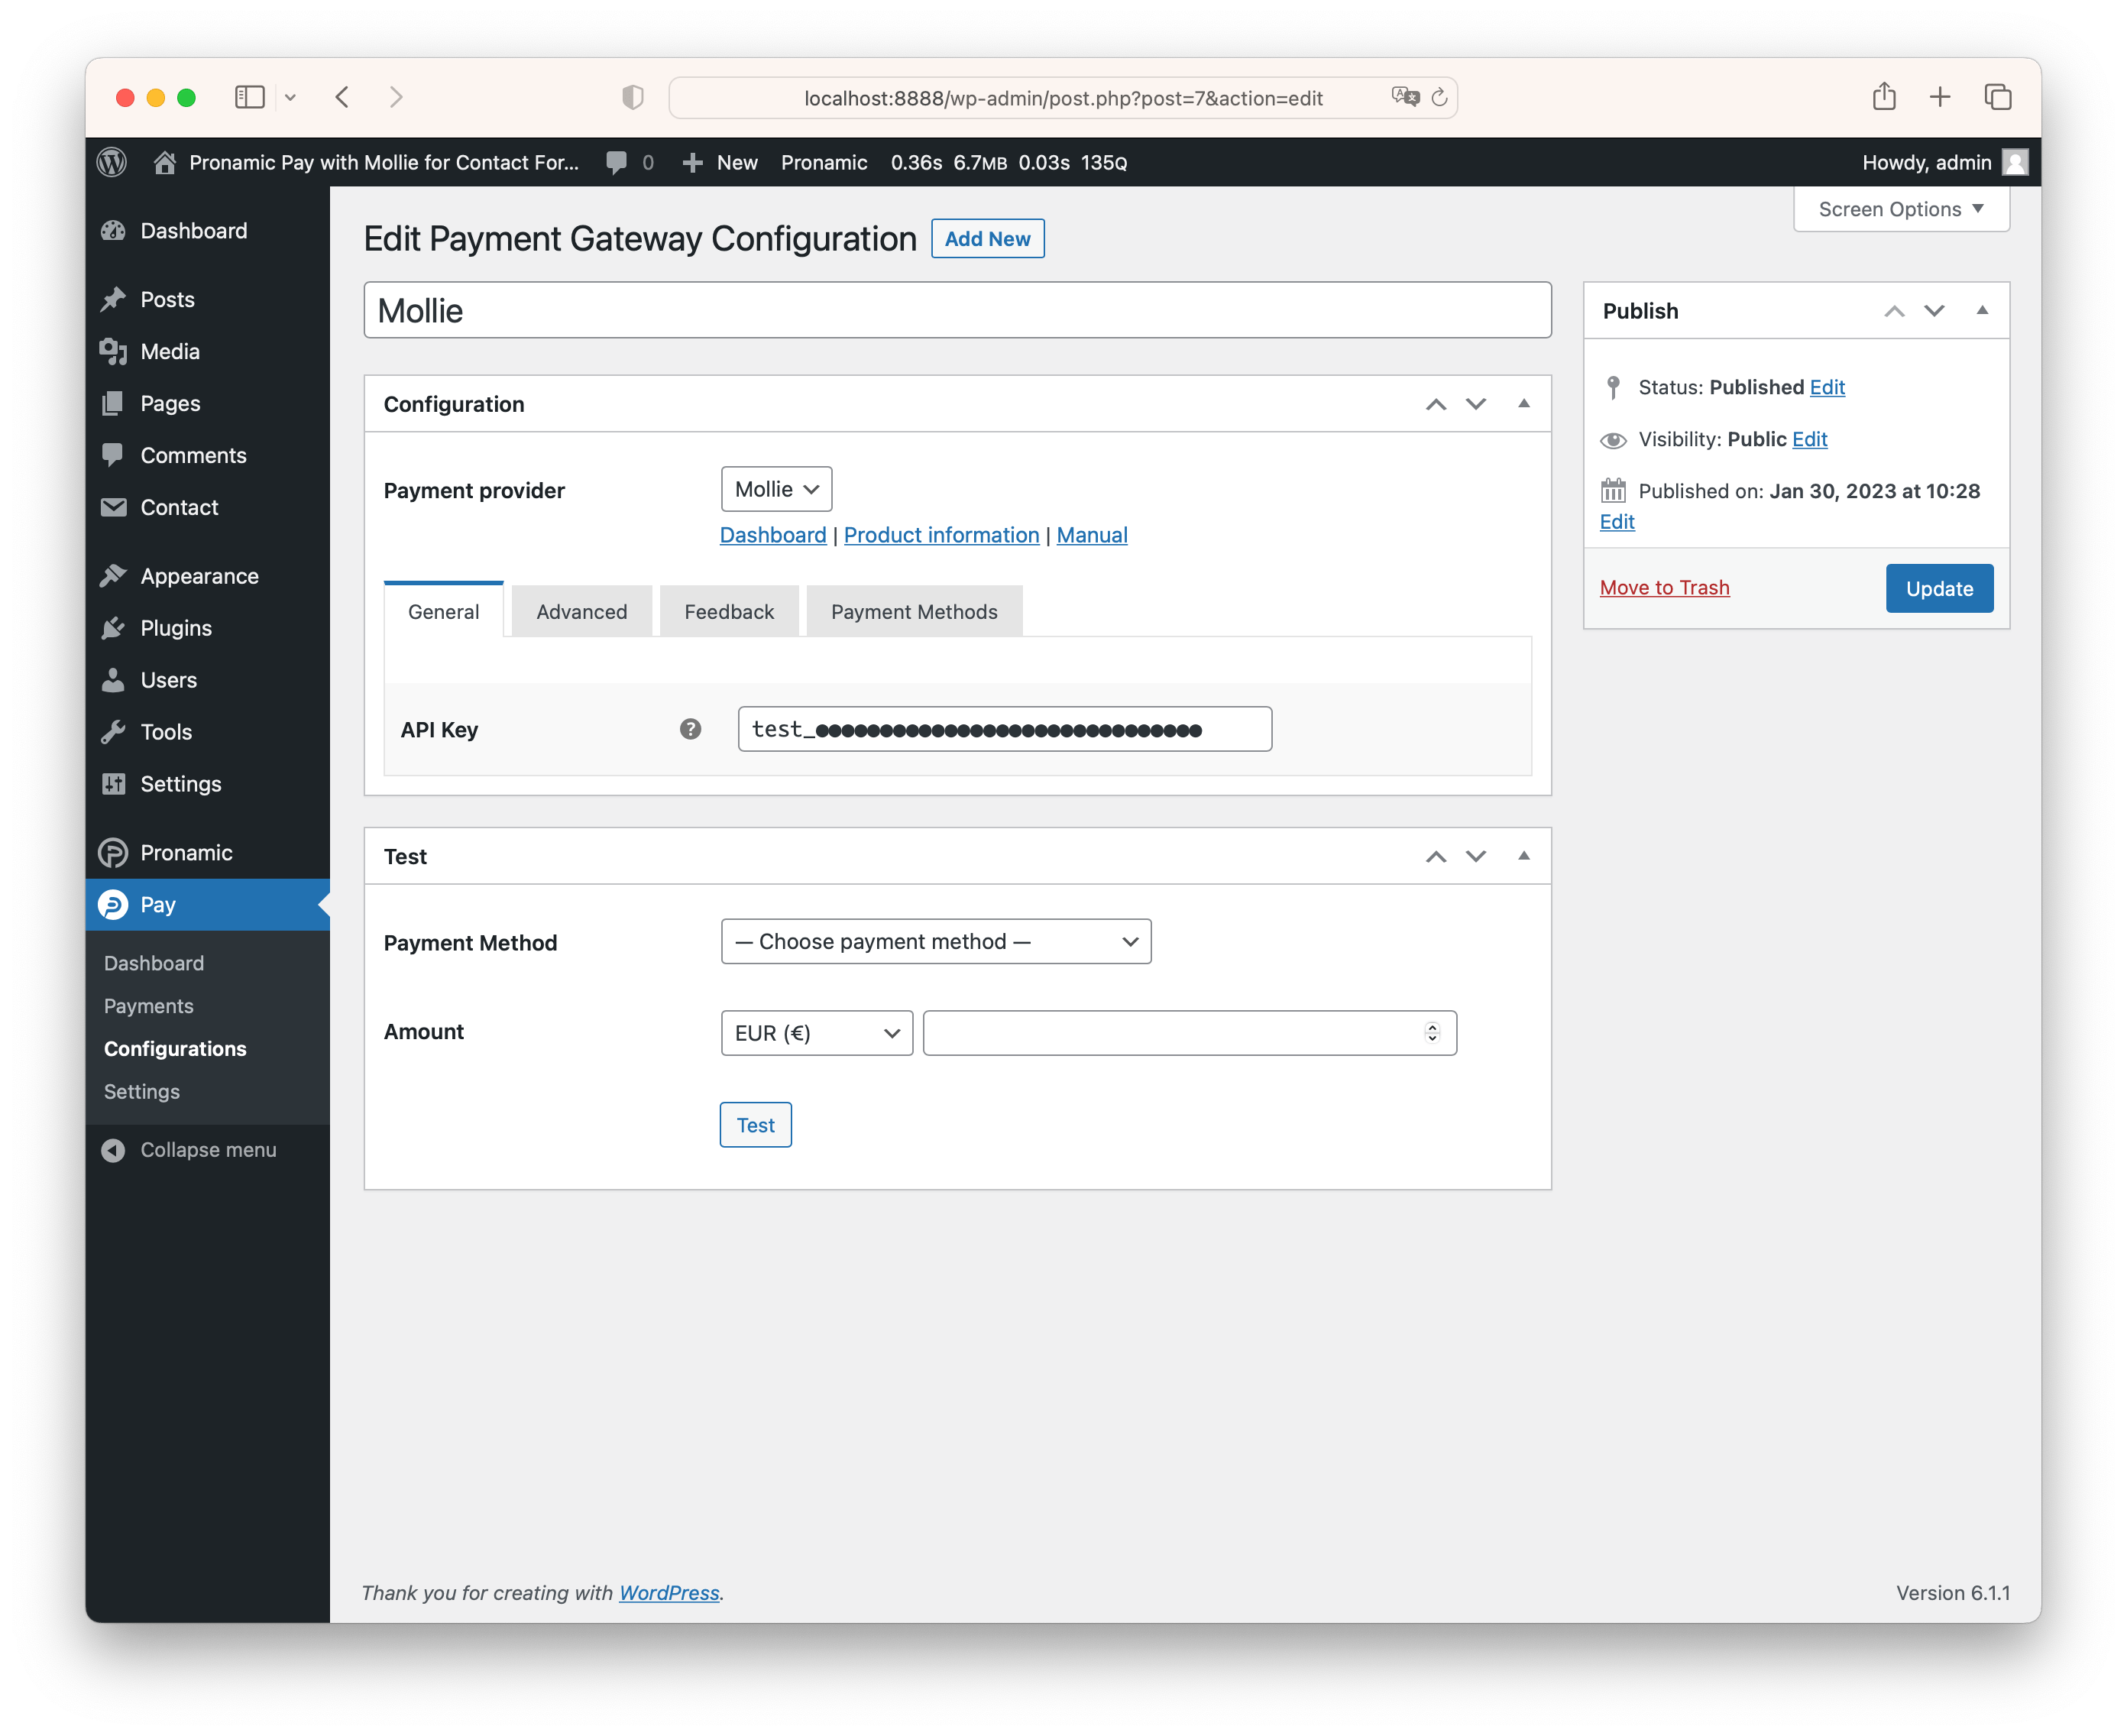 localhost:8888/wp-admin/post.php?post=7&action=edit
Pronamic Pay with Mollie for Contact For... 0 New Pronamic 0.36s 6.7MB 0.03s 135Q Howdy, admin
Screen Options
Dashboard
Posts
Media
Pages
Comments
Contact
Appearance
Plugins
Users
Tools
Settings
Pronamic
Pay
Dashboard
Payments
Configurations
Settings
Collapse menu
Edit Payment Gateway Configuration Add New
Mollie
Configuration
Payment provider Mollie
Dashboard | Product information | Manual
General Advanced Feedback Payment Methods
API Key ? test_●●●●●●●●●●●●●●●●●●●●●●●●●●●●●●
Test
Payment Method — Choose payment method —
Amount EUR (€)
Test
Publish
Status: Published Edit
Visibility: Public Edit
Published on: Jan 30, 2023 at 10:28
Edit
Move to Trash Update
Thank you for creating with WordPress.
Version 6.1.1